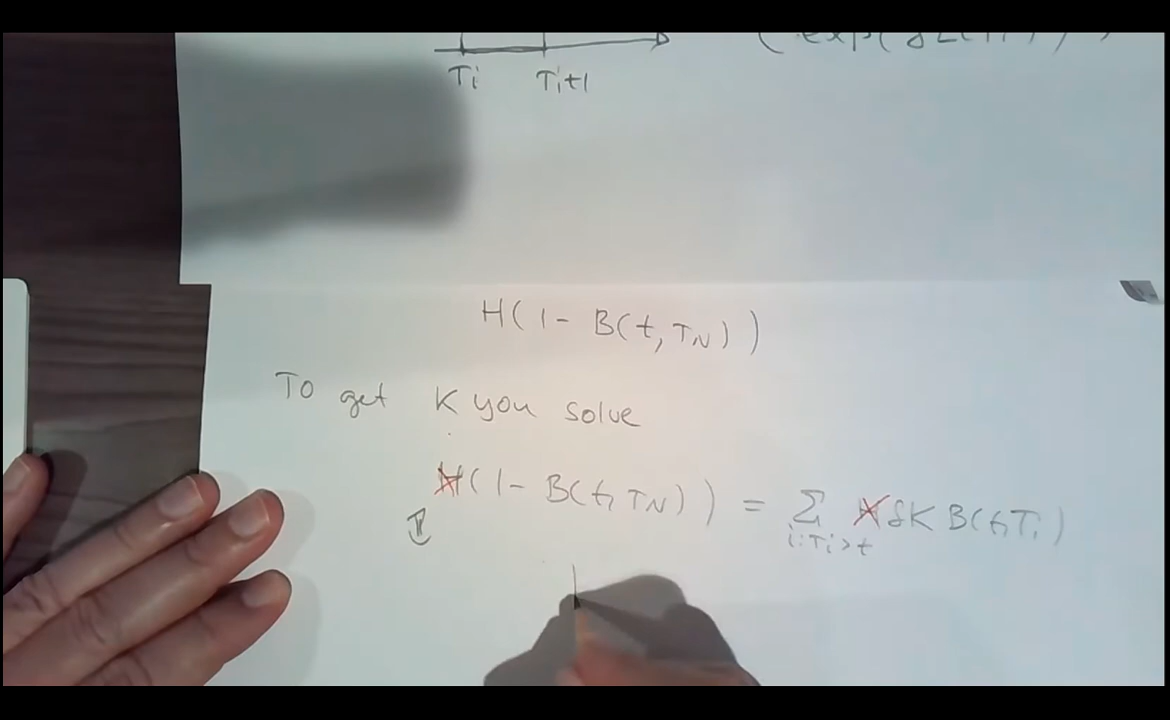 Ti Ti+1
H(1- B(t,TN))
To get K you solve
H(1- B(t,TN)) = Σ HδK B(t,Ti)
i:Ti>t